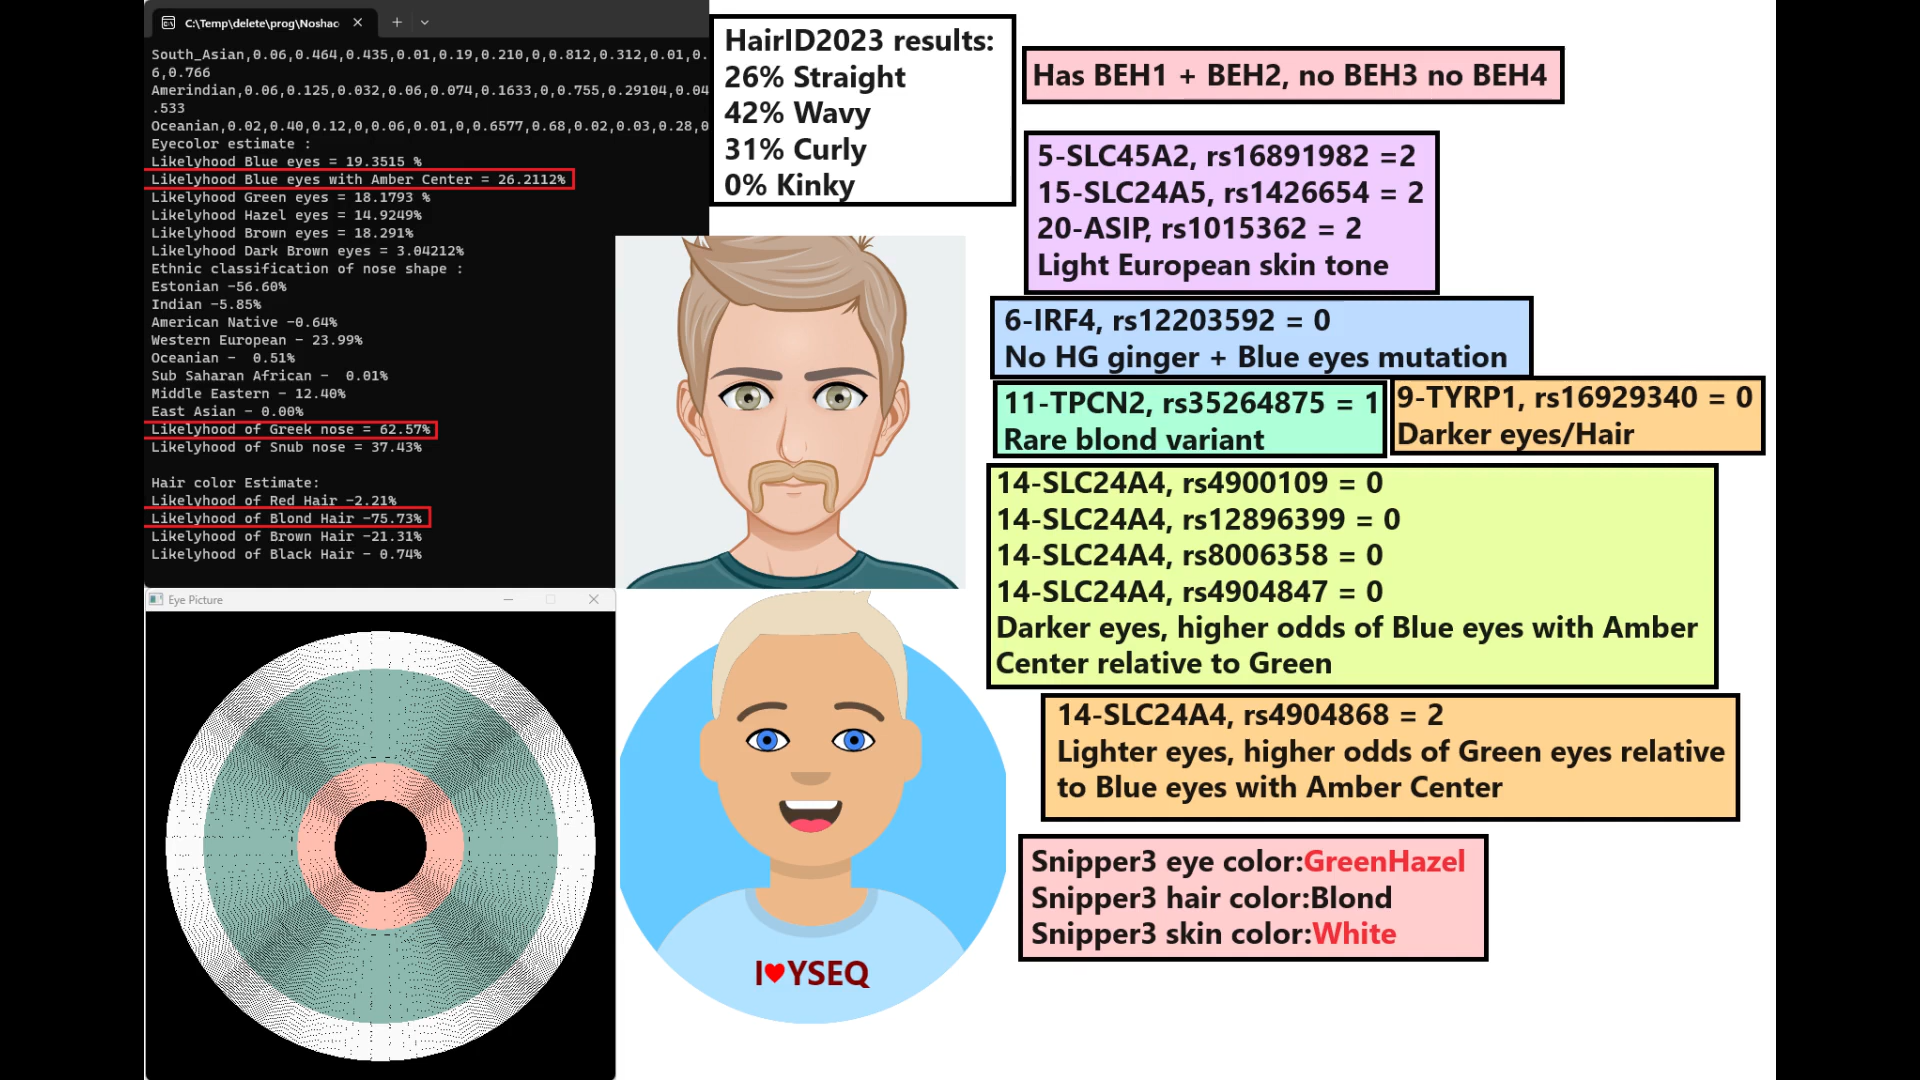 C:\Temp\delete\prog\Noshac
South_Asian,0.06,0.464,0.435,0.01,0.19,0.210,0,0.812,0.312,0.01,0.
6,0.766
Amerindian,0.06,0.125,0.032,0.06,0.074,0.1633,0,0.755,0.29104,0.04
.533
Oceanian,0.02,0.40,0.12,0,0.06,0.01,0,0.6577,0.68,0.02,0.03,0.28,0
Eyecolor estimate :
Likelyhood Blue eyes = 19.3515 %
Likelyhood Blue eyes with Amber Center = 26.2112%
Likelyhood Green eyes = 18.1793 %
Likelyhood Hazel eyes = 14.9249%
Likelyhood Brown eyes = 18.291%
Likelyhood Dark Brown eyes = 3.04212%
Ethnic classification of nose shape :
Estonian -56.60%
Indian -5.85%
American Native -0.64%
Western European - 23.99%
Oceanian -  0.51%
Sub Saharan African -  0.01%
Middle Eastern - 12.40%
East Asian - 0.00%
Likelyhood of Greek nose = 62.57%
Likelyhood of Snub nose = 37.43%
Hair color Estimate:
Likelyhood of Red Hair -2.21%
Likelyhood of Blond Hair -75.73%
Likelyhood of Brown Hair -21.31%
Likelyhood of Black Hair - 0.74%
Eye Picture
HairID2023 results:
26% Straight
42% Wavy
31% Curly
0% Kinky
Has BEH1 + BEH2, no BEH3 no BEH4
5-SLC45A2, rs16891982 =2
15-SLC24A5, rs1426654 = 2
20-ASIP, rs1015362 = 2
Light European skin tone
6-IRF4, rs12203592 = 0
No HG ginger + Blue eyes mutation
11-TPCN2, rs35264875 = 1
Rare blond variant
9-TYRP1, rs16929340 = 0
Darker eyes/Hair
14-SLC24A4, rs4900109 = 0
14-SLC24A4, rs12896399 = 0
14-SLC24A4, rs8006358 = 0
14-SLC24A4, rs4904847 = 0
Darker eyes, higher odds of Blue eyes with Amber
Center relative to Green
14-SLC24A4, rs4904868 = 2
Lighter eyes, higher odds of Green eyes relative
to Blue eyes with Amber Center
Snipper3 eye color:GreenHazel
Snipper3 hair color:Blond
Snipper3 skin color:White
I♥YSEQ